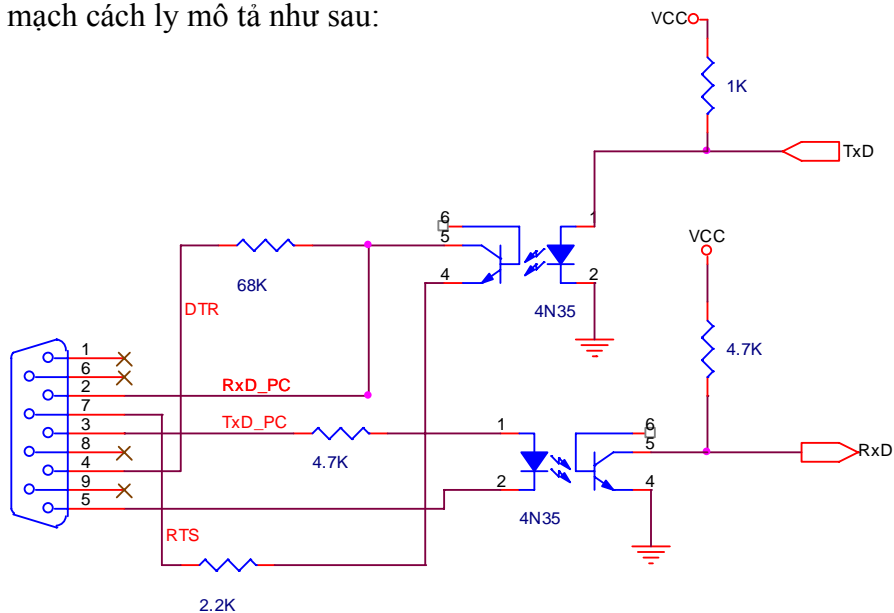 mạch cách ly mô tả như sau:
VCC
1K
TxD
6
5
4
1
2
68K
4N35
VCC
DTR
4.7K
1
6
2
7
3
8
4
9
5
RxD_PC
TxD_PC
4.7K
1
2
6
5
4
RxD
4N35
RTS
2.2K